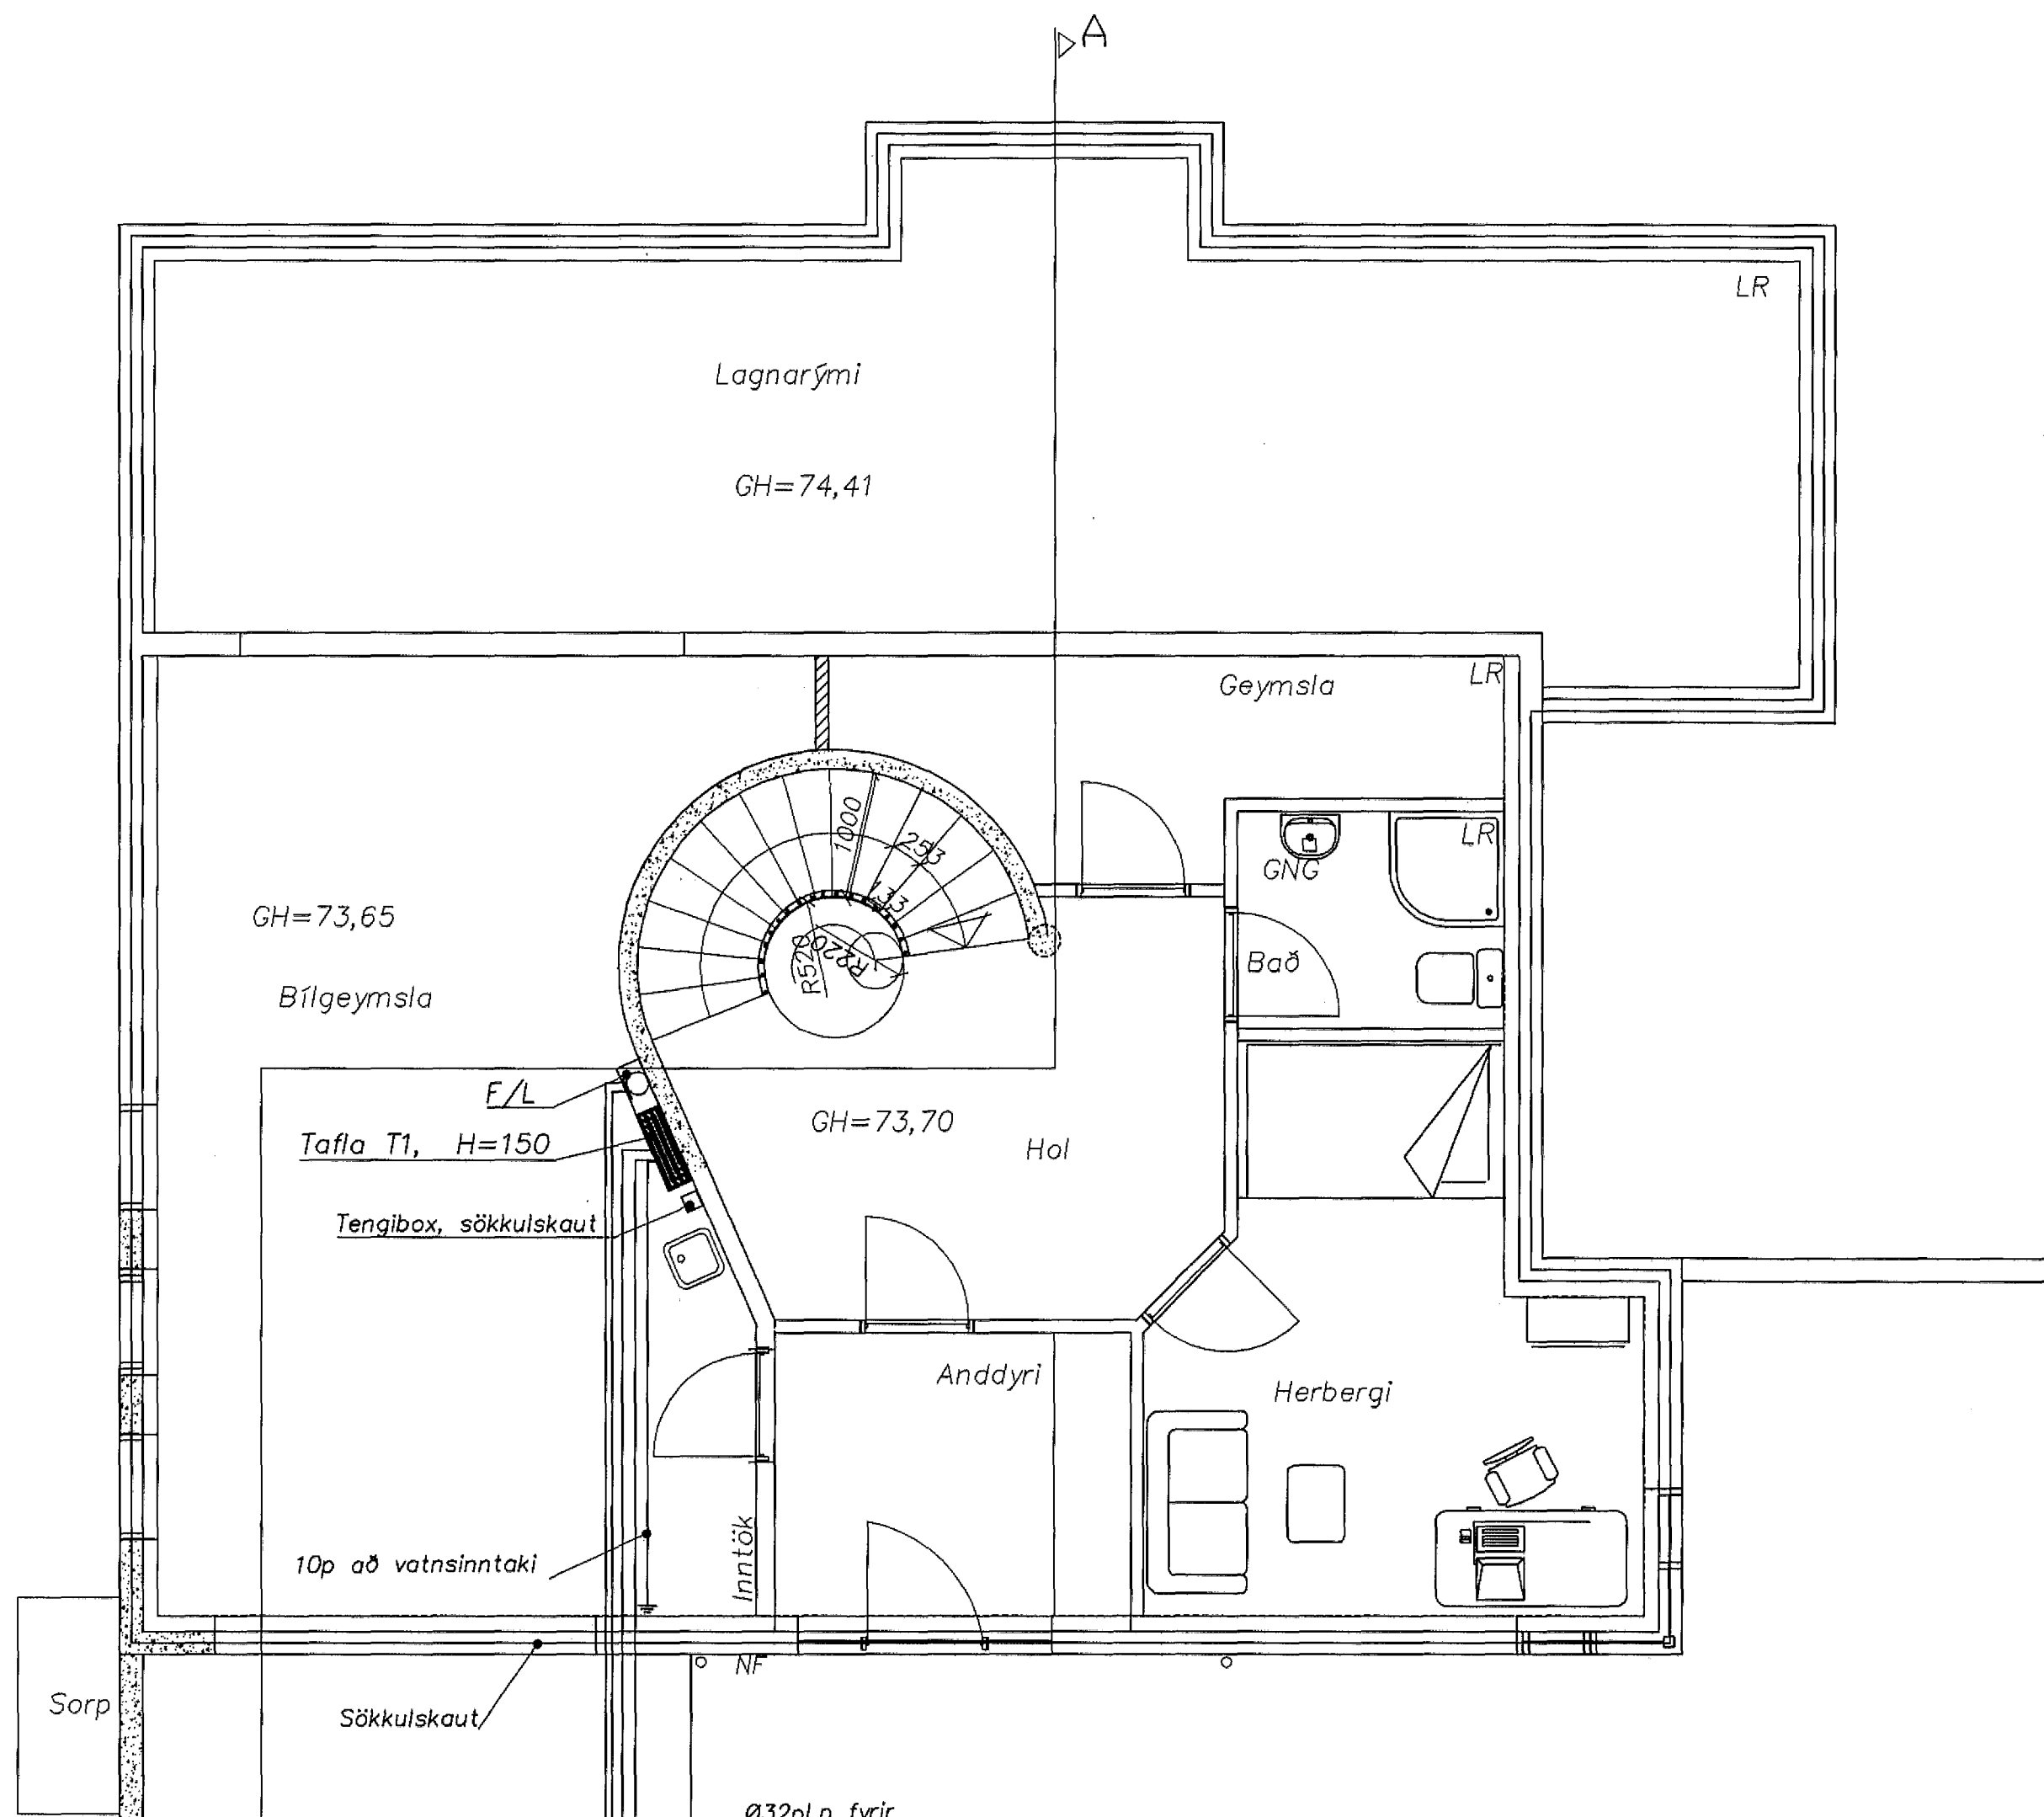 A
LR
Lagnarými
GH=74,41
Geymsla
LR
1000
253
133
R520
R220
LR
GNG
GH=73,65
Bað
Bílgeymsla
F/L
GH=73,70
Tafla T1, H=150
Hol
Tengibox, sökkulskaut
Anddyri
Herbergi
Inntök
10p að vatnsinntaki
NF
Sorp
Sökkulskaut
fyrir